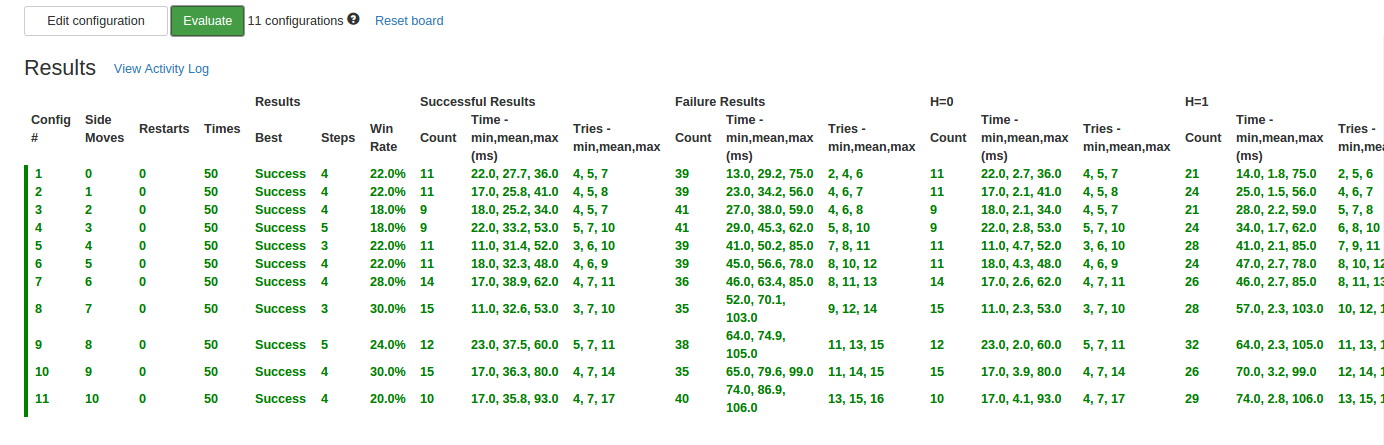 Edit configuration Evaluate 11 configurations ? Reset board
Results View Activity Log
Results Successful Results Failure Results H=0 H=1
Config # Side Moves Restarts Times Best Steps Win Rate Count Time - min,mean,max (ms) Tries - min,mean,max Count Time - min,mean,max (ms) Tries - min,mean,max Count Time - min,mean,max (ms) Tries - min,mean,max Count Time - min,mean,max (ms) Tries -
1 0 0 50 Success 4 22.0% 11 22.0, 27.7, 36.0 4, 5, 7 39 13.0, 29.2, 75.0 2, 4, 6 11 22.0, 2.7, 36.0 4, 5, 7 21 14.0, 1.8, 75.0 2, 5, 6
2 1 0 50 Success 4 22.0% 11 17.0, 25.8, 41.0 4, 5, 8 39 23.0, 34.2, 56.0 4, 6, 7 11 17.0, 2.1, 41.0 4, 5, 8 24 25.0, 1.5, 56.0 4, 6, 7
3 2 0 50 Success 4 18.0% 9 18.0, 25.2, 34.0 4, 5, 7 41 27.0, 38.0, 59.0 4, 6, 8 9 18.0, 2.1, 34.0 4, 5, 7 21 28.0, 2.2, 59.0 5, 7, 8
4 3 0 50 Success 5 18.0% 9 22.0, 33.2, 53.0 5, 7, 10 41 29.0, 45.3, 62.0 5, 8, 10 9 22.0, 2.8, 53.0 5, 7, 10 24 34.0, 1.7, 62.0 6, 8, 10
5 4 0 50 Success 3 22.0% 11 11.0, 31.4, 52.0 3, 6, 10 39 41.0, 50.2, 85.0 7, 8, 11 11 11.0, 4.7, 52.0 3, 6, 10 28 41.0, 2.1, 85.0 7, 9, 11
6 5 0 50 Success 4 22.0% 11 18.0, 32.3, 48.0 4, 6, 9 39 45.0, 56.6, 78.0 8, 10, 12 11 18.0, 4.3, 48.0 4, 6, 9 24 47.0, 2.7, 78.0 8, 10, 12
7 6 0 50 Success 4 28.0% 14 17.0, 38.9, 62.0 4, 7, 11 36 46.0, 63.4, 85.0 8, 11, 13 14 17.0, 2.6, 62.0 4, 7, 11 26 46.0, 2.7, 85.0 8, 11, 13
8 7 0 50 Success 3 30.0% 15 11.0, 32.6, 53.0 3, 7, 10 35 52.0, 70.1, 103.0 9, 12, 14 15 11.0, 2.3, 53.0 3, 7, 10 28 57.0, 2.3, 103.0 10, 12,
9 8 0 50 Success 5 24.0% 12 23.0, 37.5, 60.0 5, 7, 11 38 64.0, 74.9, 105.0 11, 13, 15 12 23.0, 2.0, 60.0 5, 7, 11 32 64.0, 2.3, 105.0 11, 13,
10 9 0 50 Success 4 30.0% 15 17.0, 36.3, 80.0 4, 7, 14 35 65.0, 79.6, 99.0 11, 14, 15 15 17.0, 3.9, 80.0 4, 7, 14 26 70.0, 3.2, 99.0 12, 14,
11 10 0 50 Success 4 20.0% 10 17.0, 35.8, 93.0 4, 7, 17 40 74.0, 86.9, 106.0 13, 15, 16 10 17.0, 4.1, 93.0 4, 7, 17 29 74.0, 2.8, 106.0 13, 15,